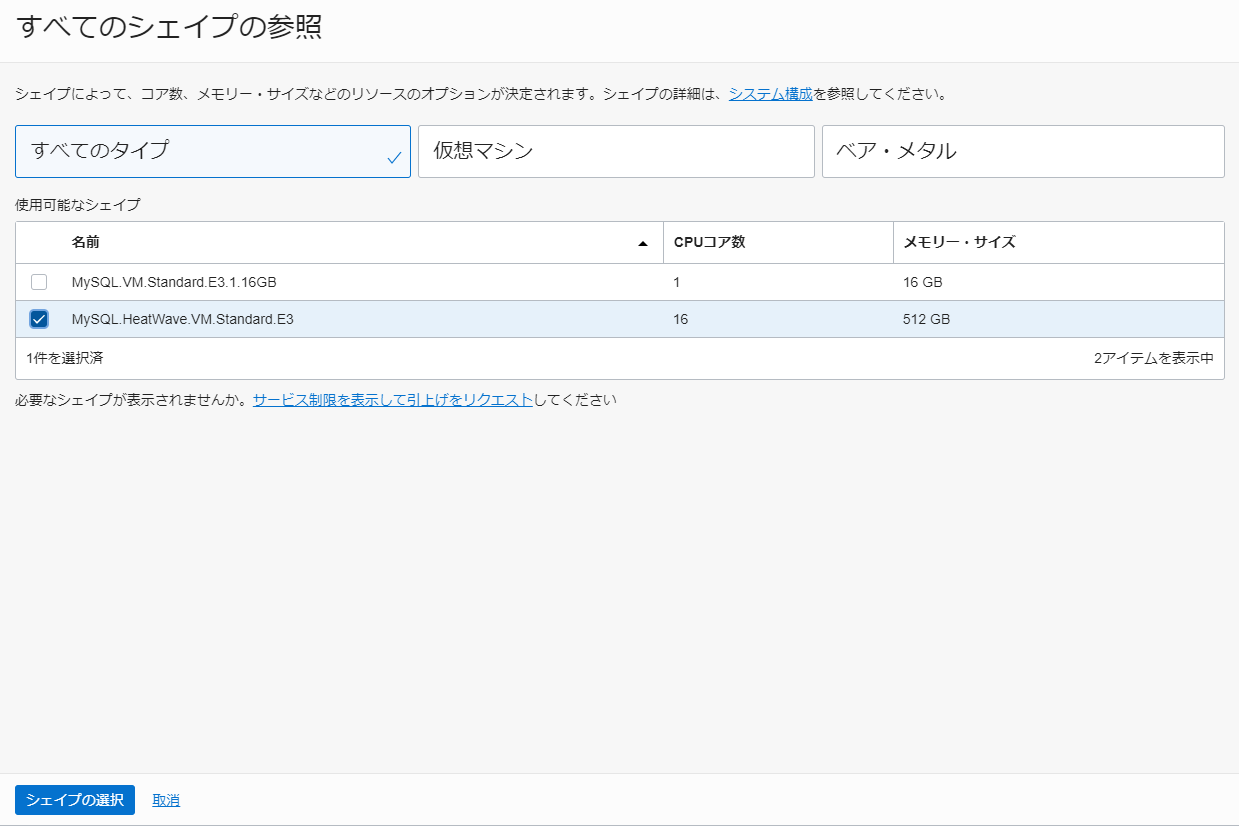 すべてのシェイプの参照
シェイプによって、コア数、メモリー・サイズなどのリソースのオプションが決定されます。シェイプの詳細は、システム構成を参照してください。
すべてのタイプ 仮想マシン ベア・メタル
使用可能なシェイプ
名前 CPUコア数 メモリー・サイズ
MySQL.VM.Standard.E3.1.16GB 1 16 GB
MySQL.HeatWave.VM.Standard.E3 16 512 GB
1件を選択済 2アイテムを表示中
必要なシェイプが表示されませんか。サービス制限を表示して引上げをリクエストしてください
シェイプの選択 取消